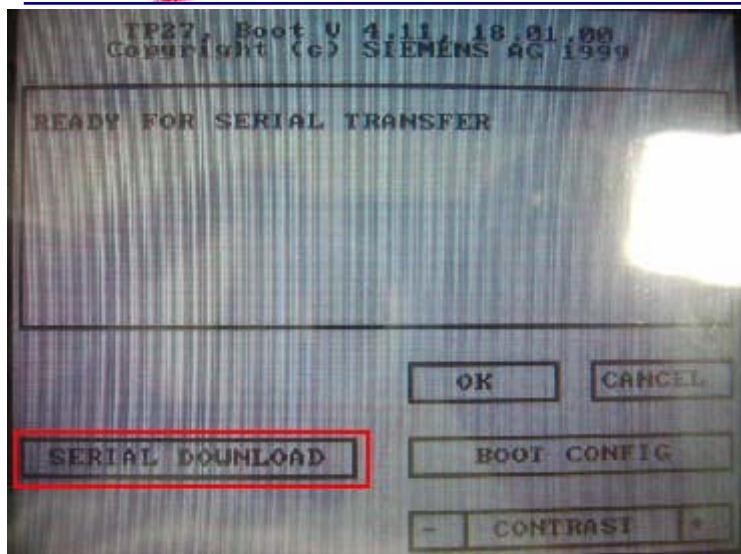 TP27, Boot V 4.11, 18.01.00
Copyright (c) SIEMENS AG 1999
READY FOR SERIAL TRANSFER
OK
CANCEL
SERIAL DOWNLOAD
BOOT CONFIG
- CONTRAST +